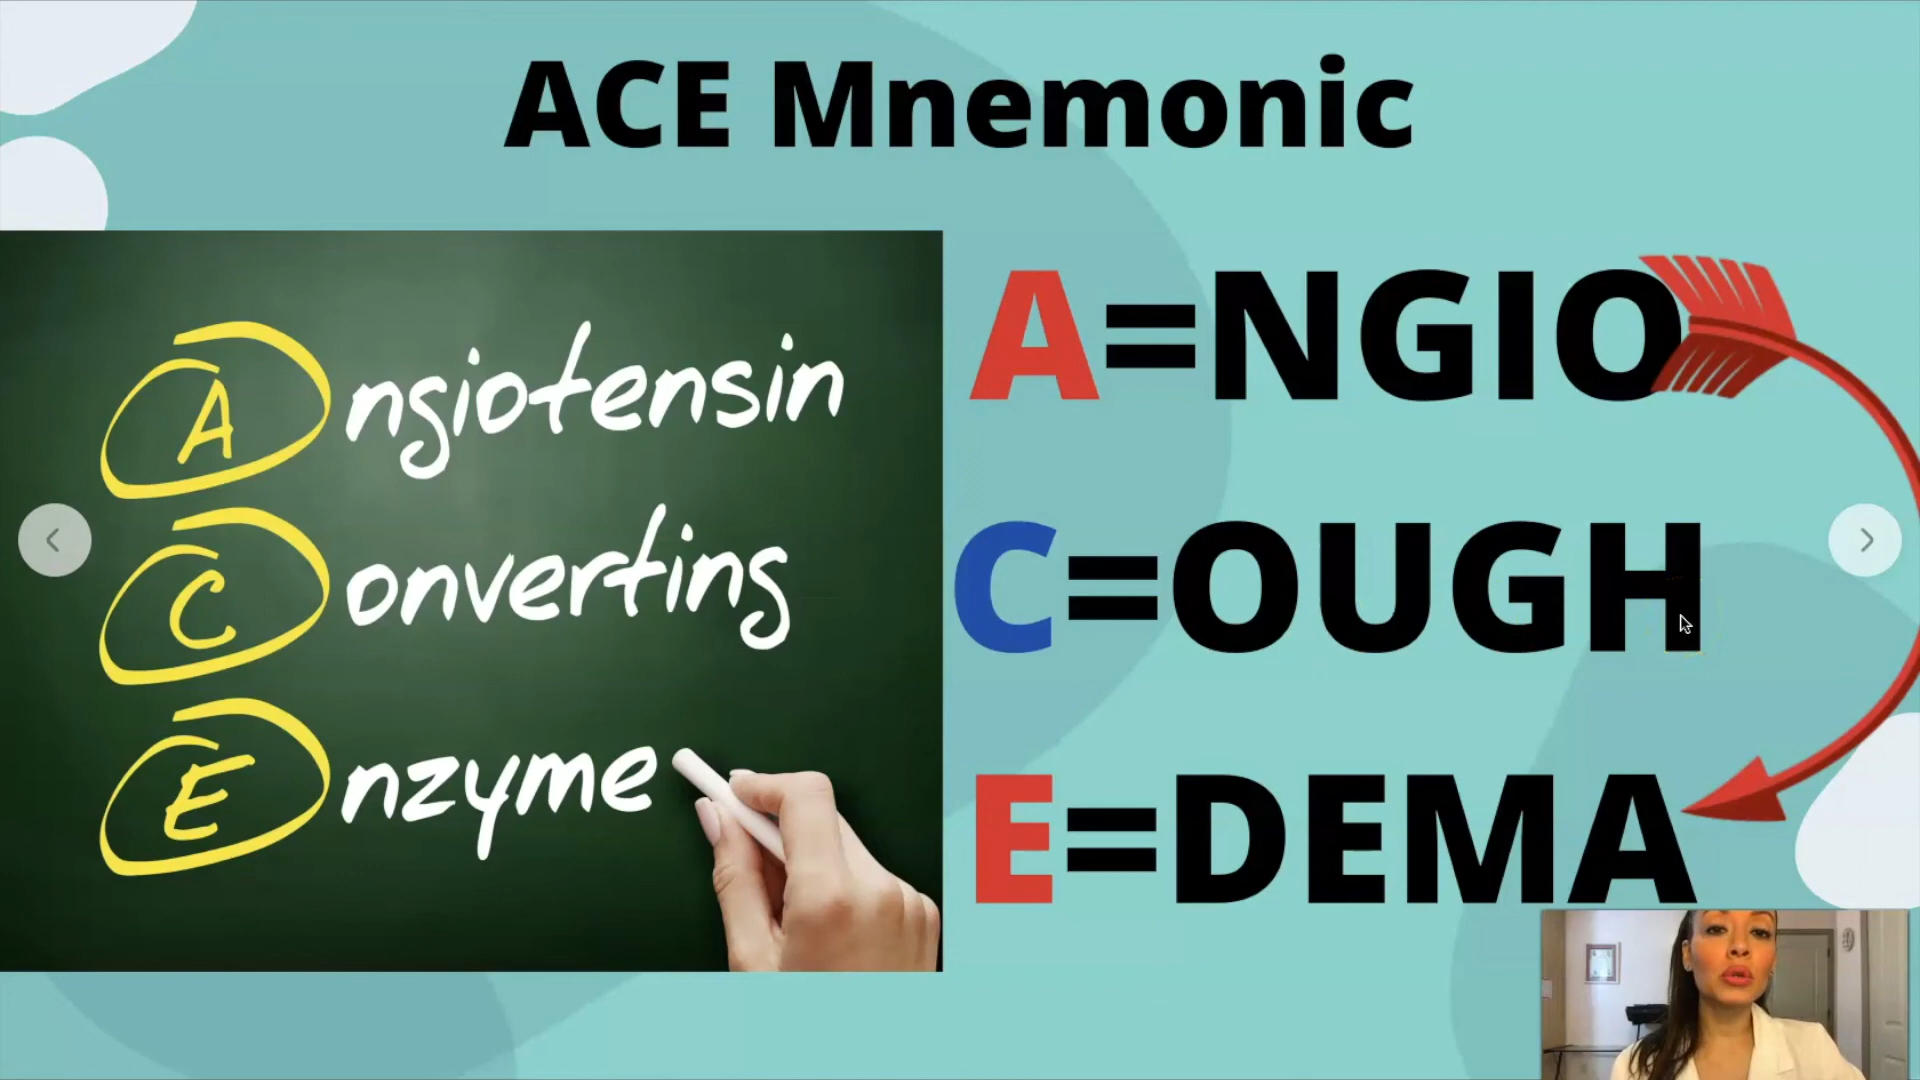 ACE Mnemonic
Angiotensin
Converting
Enzyme
A=NGIO
C=OUGH
E=DEMA